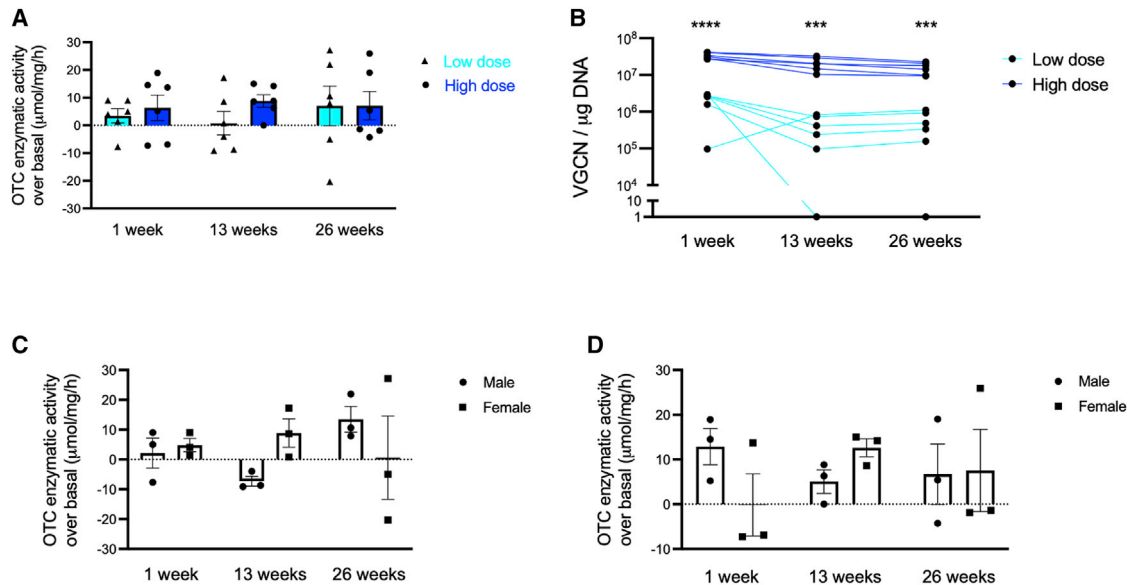 A
OTC enzymatic activity
over basal (μmol/mg/h)
30
20
10
0
-10
-20
-30
1 week
13 weeks
26 weeks
Low dose
High dose
B
VGCN / μg DNA
10⁸
10⁷
10⁶
10⁵
10⁴
10
1
**** *** ***
1 week
13 weeks
26 weeks
Low dose
High dose
C
OTC enzymatic activity
over basal (μmol/mg/h)
30
20
10
0
-10
-20
-30
1 week
13 weeks
26 weeks
Male
Female
D
OTC enzymatic activity
over basal (μmol/mg/h)
30
20
10
0
-10
1 week
13 weeks
26 weeks
Male
Female